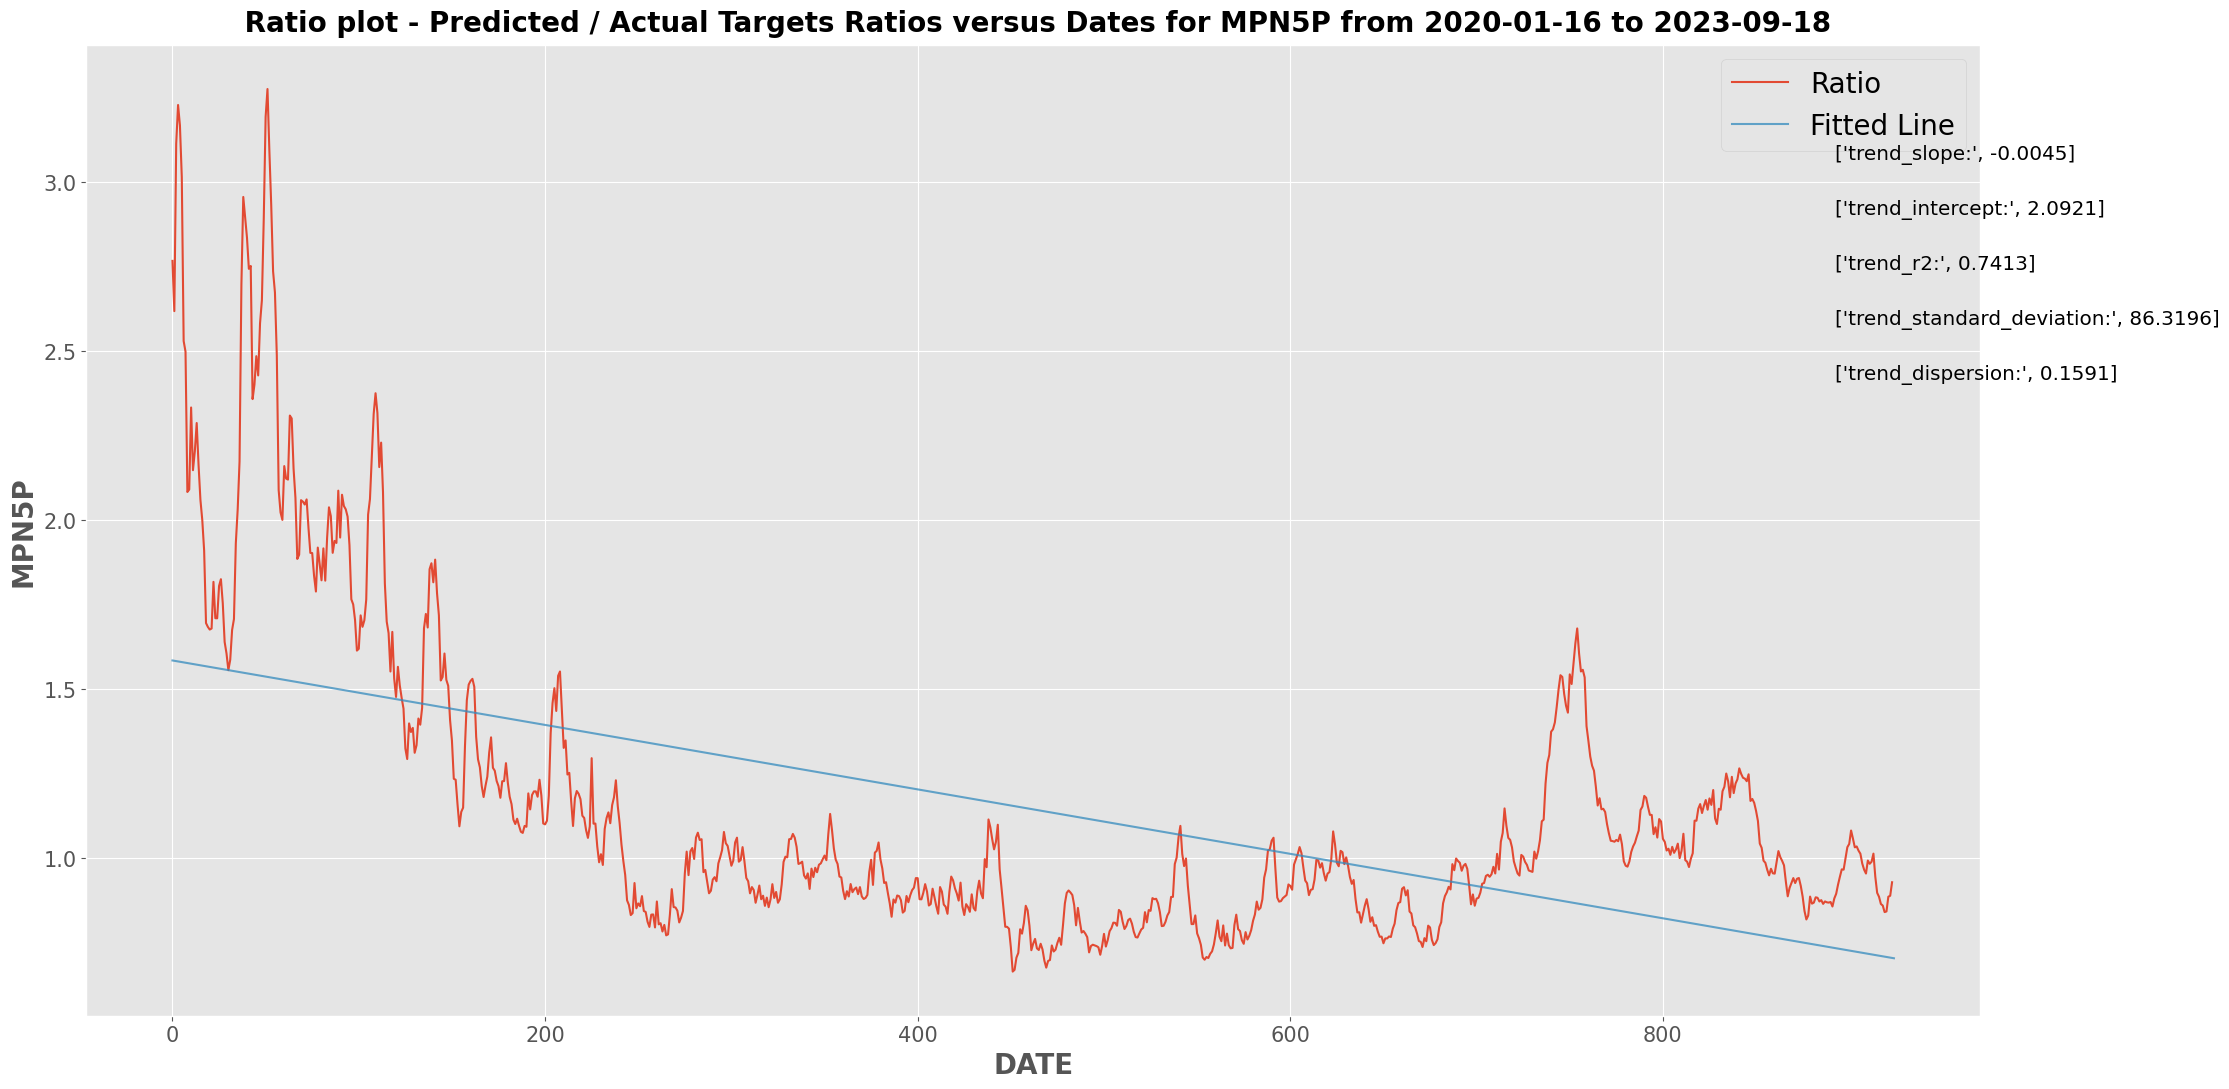 Ratio plot - Predicted / Actual Targets Ratios versus Dates for MPN5P from 2020-01-16 to 2023-09-18
Ratio
Fitted Line
['trend_slope:', -0.0045]
['trend_intercept:', 2.0921]
['trend_r2:', 0.7413]
['trend_standard_deviation:', 86.3196]
['trend_dispersion:', 0.1591]
MPN5P
3.0
2.5
2.0
1.5
1.0
0
200
400
600
800
DATE